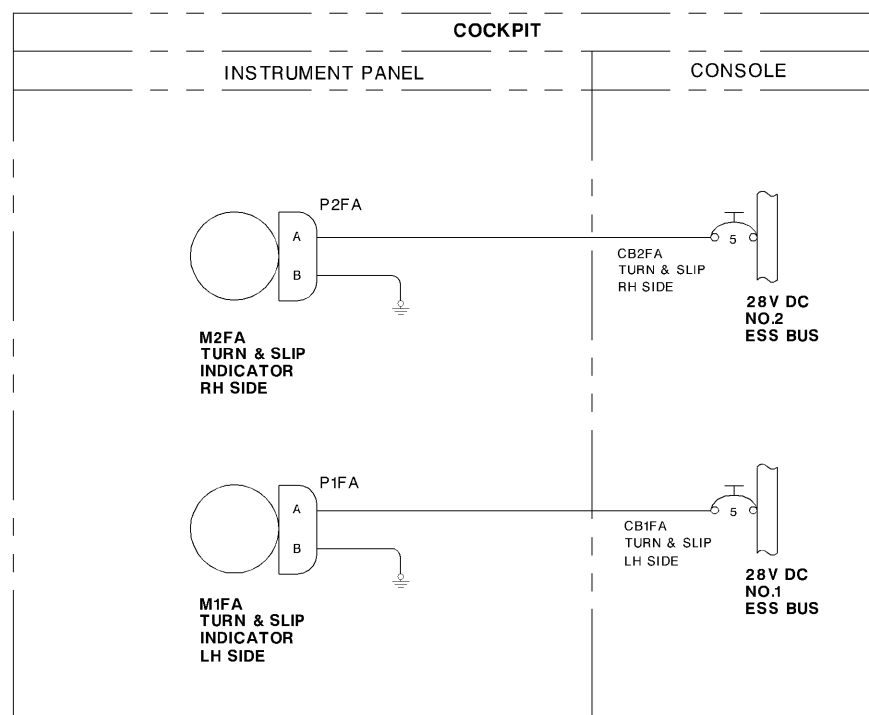 COCKPIT
INSTRUMENT PANEL
CONSOLE
P2FA
A
B
5
CB2FA
TURN & SLIP
RH SIDE
28V DC
NO.2
ESS BUS
M2FA
TURN & SLIP
INDICATOR
RH SIDE
P1FA
A
B
5
CB1FA
TURN & SLIP
LH SIDE
28V DC
NO.1
ESS BUS
M1FA
TURN & SLIP
INDICATOR
LH SIDE